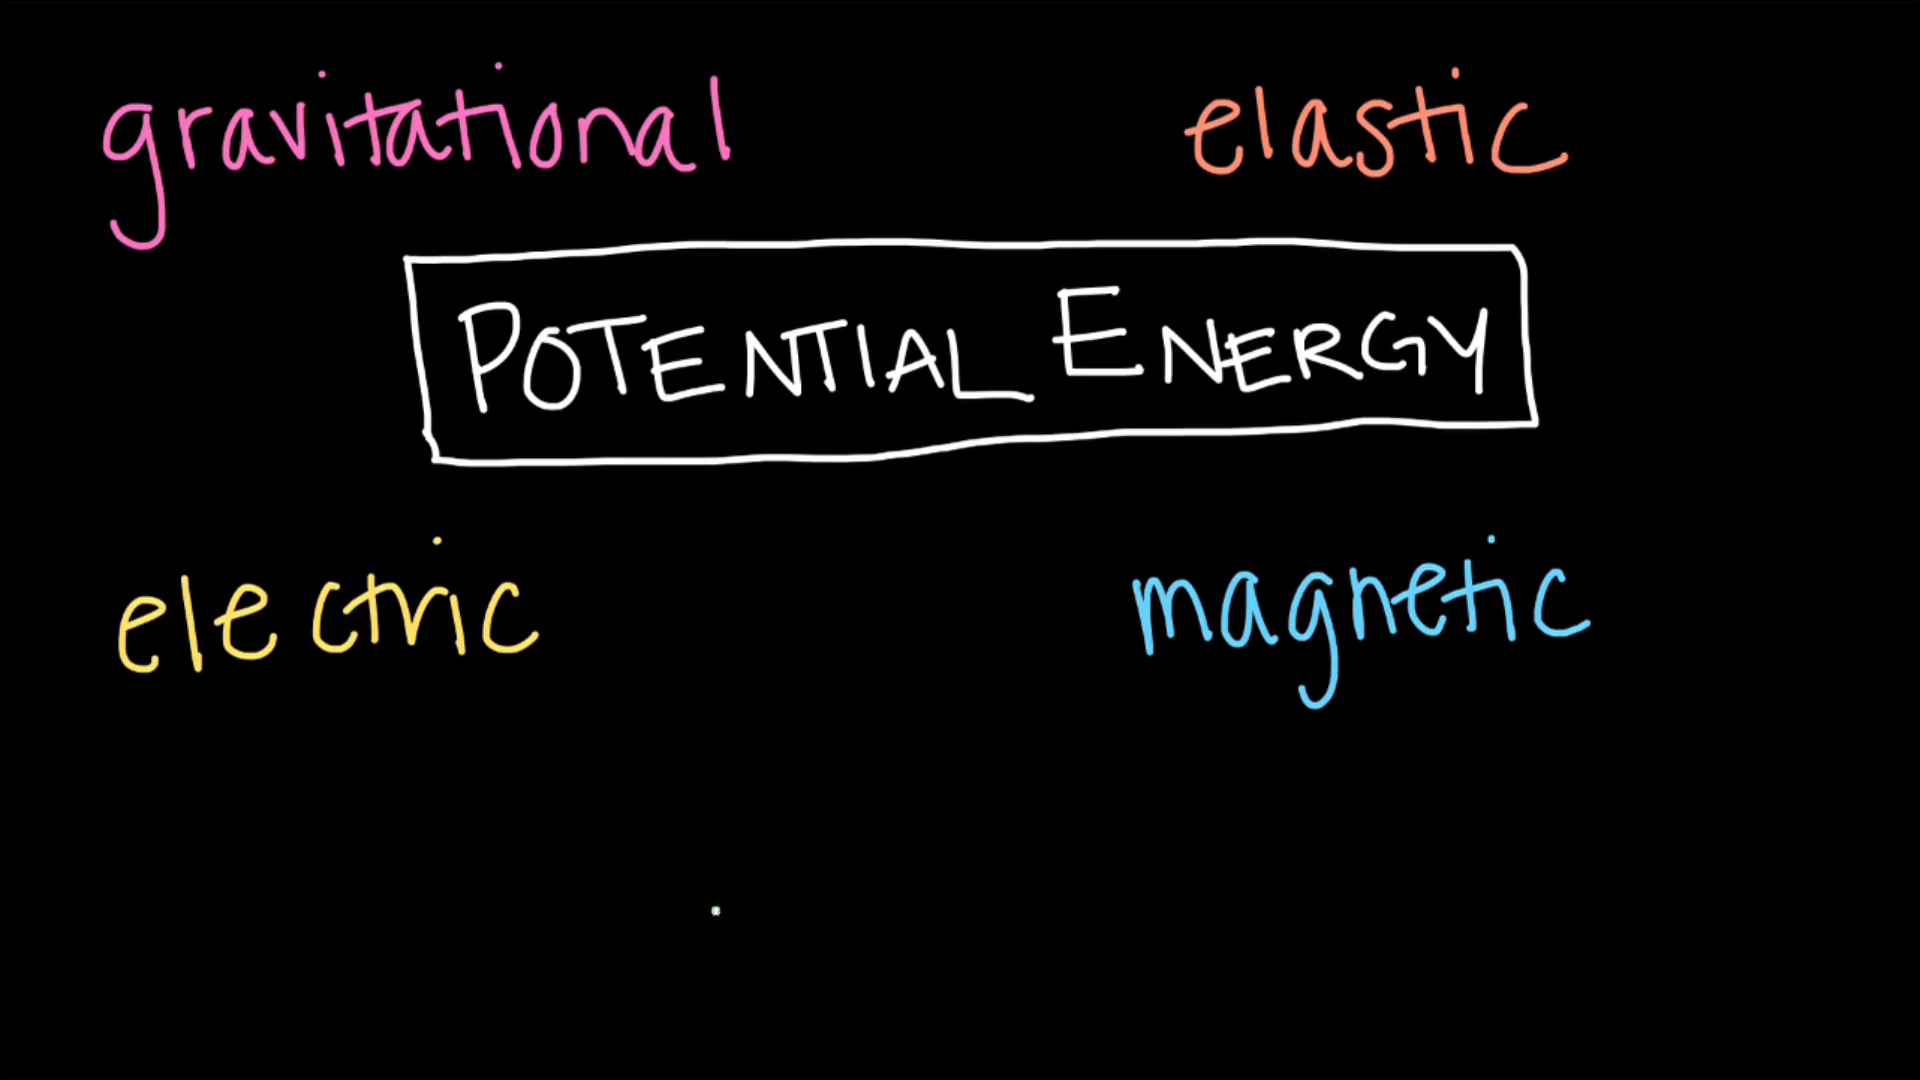 gravitational
elastic
POTENTIAL ENERGY
electric
magnetic